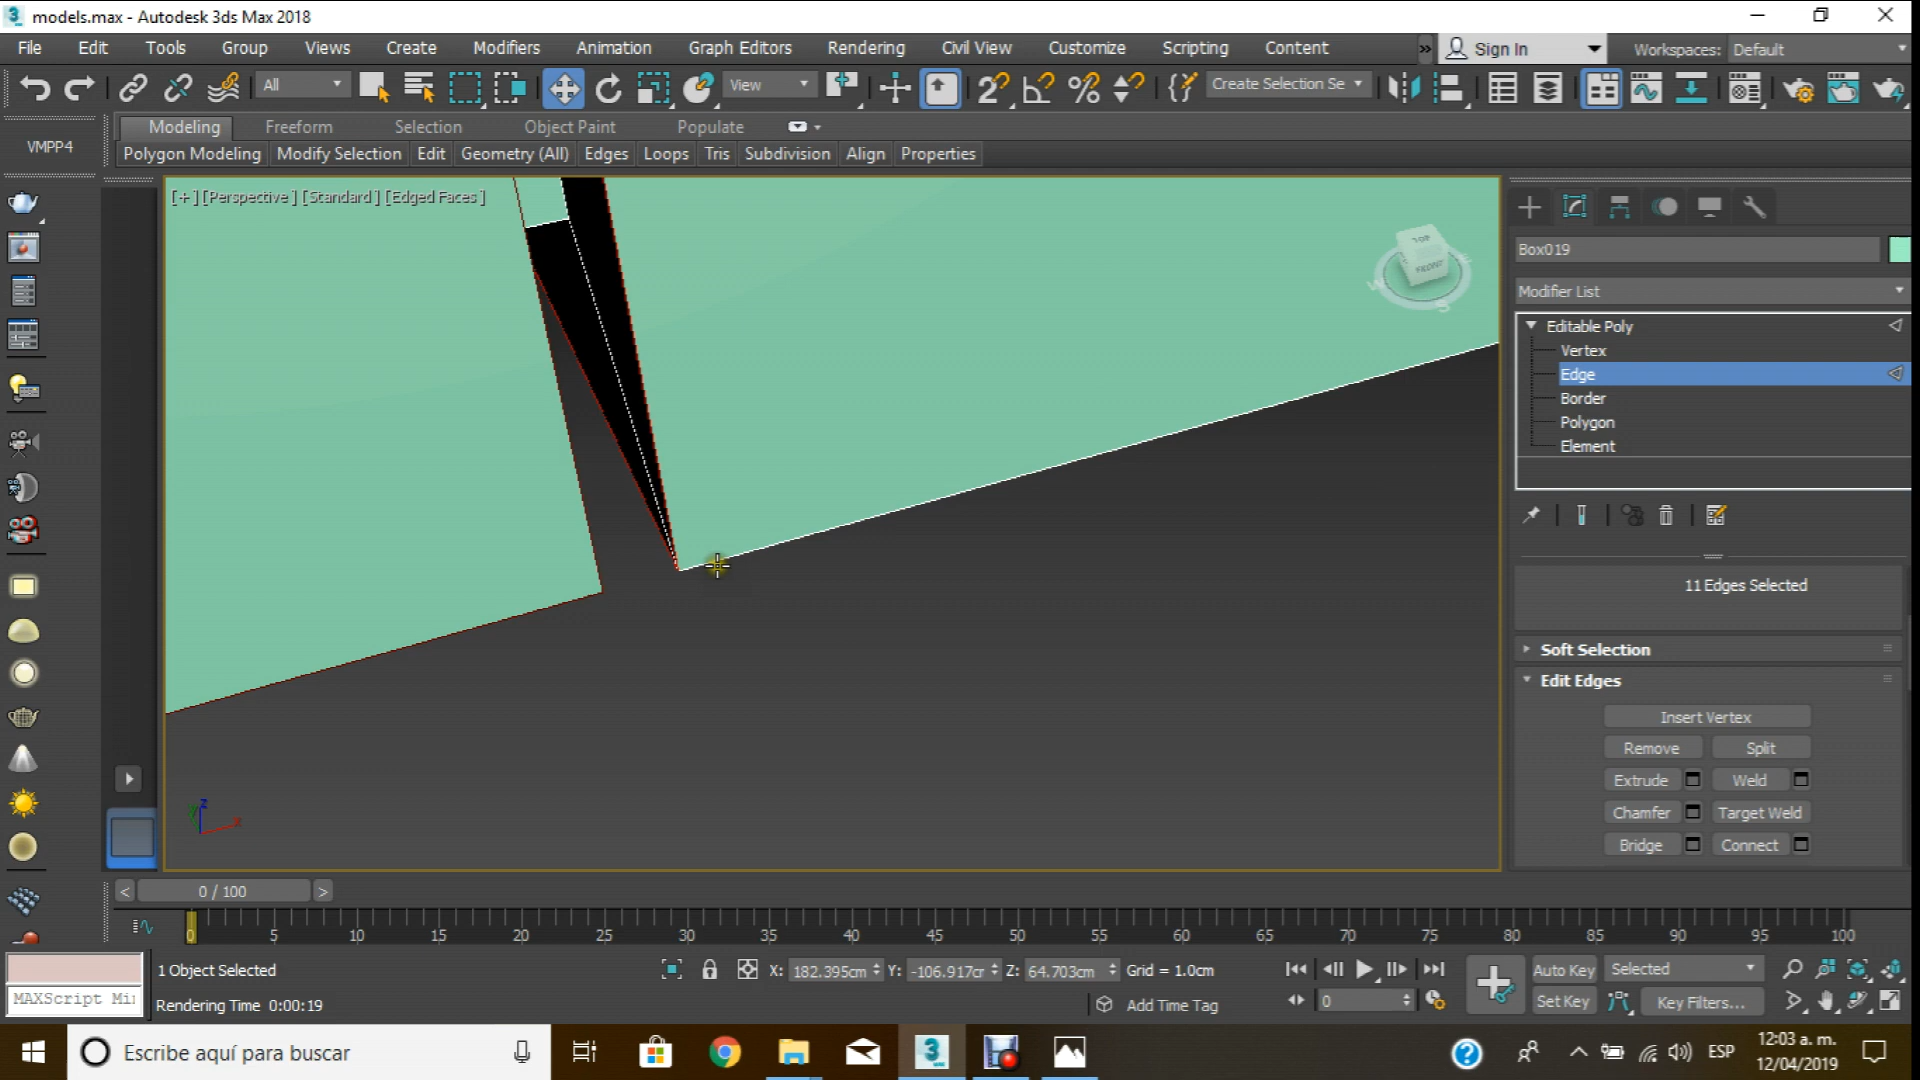 models.max - Autodesk 3ds Max 2018
File Edit Tools Group Views Create Modifiers Animation Graph Editors Rendering Civil View Customize Scripting Content » Sign In Workspaces: Default
All View Create Selection Se
VMPP4 Modeling Freeform Selection Object Paint Populate
Polygon Modeling Modify Selection Edit Geometry (All) Edges Loops Tris Subdivision Align Properties
[+] [Perspective] [Standard] [Edged Faces]
TOP
FRONT
W
S
Box019
Modifier List
Editable Poly
Vertex
Edge
Border
Polygon
Element
11 Edges Selected
Soft Selection
Edit Edges
Insert Vertex
Remove Split
Extrude Weld
Chamfer Target Weld
Bridge Connect
z
x
< 0 / 100 >
0 5 10 15 20 25 30 35 40 45 50 55 60 65 70 75 80 85 90 95 100
1 Object Selected X: 182.395cm Y: -106.917cr Z: 64.703cm Grid = 1.0cm Auto Key Selected
MAXScript Mi Rendering Time 0:00:19 Add Time Tag 0 Set Key Key Filters...
Escribe aquí para buscar ESP 12:03 a. m.
12/04/2019